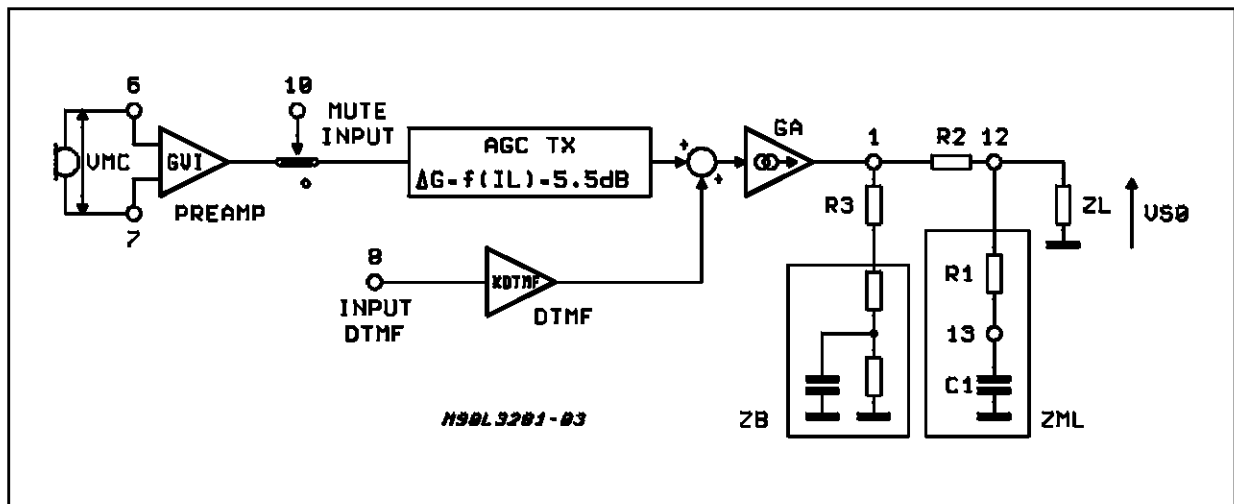 6
10
MUTE
INPUT
VMC
GVI
PREAMP
7
AGC TX
ΔG=f(IL)=5.5dB
+
+
GA
1
R2
12
R3
ZL
VS0
8
INPUT
DTMF
KDTMF
DTMF
R1
13
C1
ZB
ZML
M90L3201-03